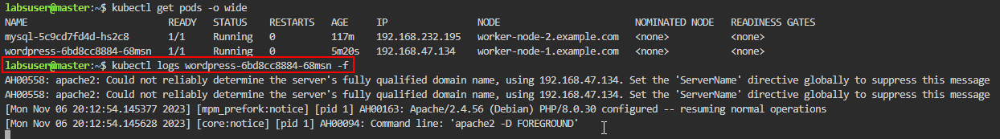 labsuser@master:~$ kubectl get pods -o wide
NAME READY STATUS RESTARTS AGE IP NODE NOMINATED NODE READINESS GATES
mysql-5c9cd7fd4d-hs2c8 1/1 Running 0 117m 192.168.232.195 worker-node-2.example.com <none> <none>
wordpress-6bd8cc8884-68msn 1/1 Running 0 5m20s 192.168.47.134 worker-node-1.example.com <none> <none>
labsuser@master:~$ kubectl logs wordpress-6bd8cc8884-68msn -f
AH00558: apache2: Could not reliably determine the server's fully qualified domain name, using 192.168.47.134. Set the 'ServerName' directive globally to suppress this message
AH00558: apache2: Could not reliably determine the server's fully qualified domain name, using 192.168.47.134. Set the 'ServerName' directive globally to suppress this message
[Mon Nov 06 20:12:54.145377 2023] [mpm_prefork:notice] [pid 1] AH00163: Apache/2.4.56 (Debian) PHP/8.0.30 configured -- resuming normal operations
[Mon Nov 06 20:12:54.145628 2023] [core:notice] [pid 1] AH00094: Command line: 'apache2 -D FOREGROUND'